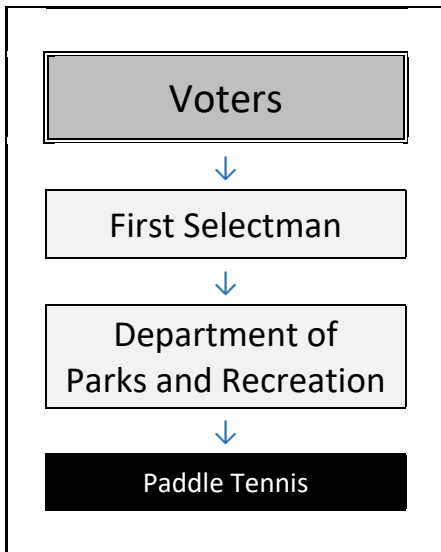 Voters
↓
First Selectman
↓
Department of
Parks and Recreation
↓
Paddle Tennis